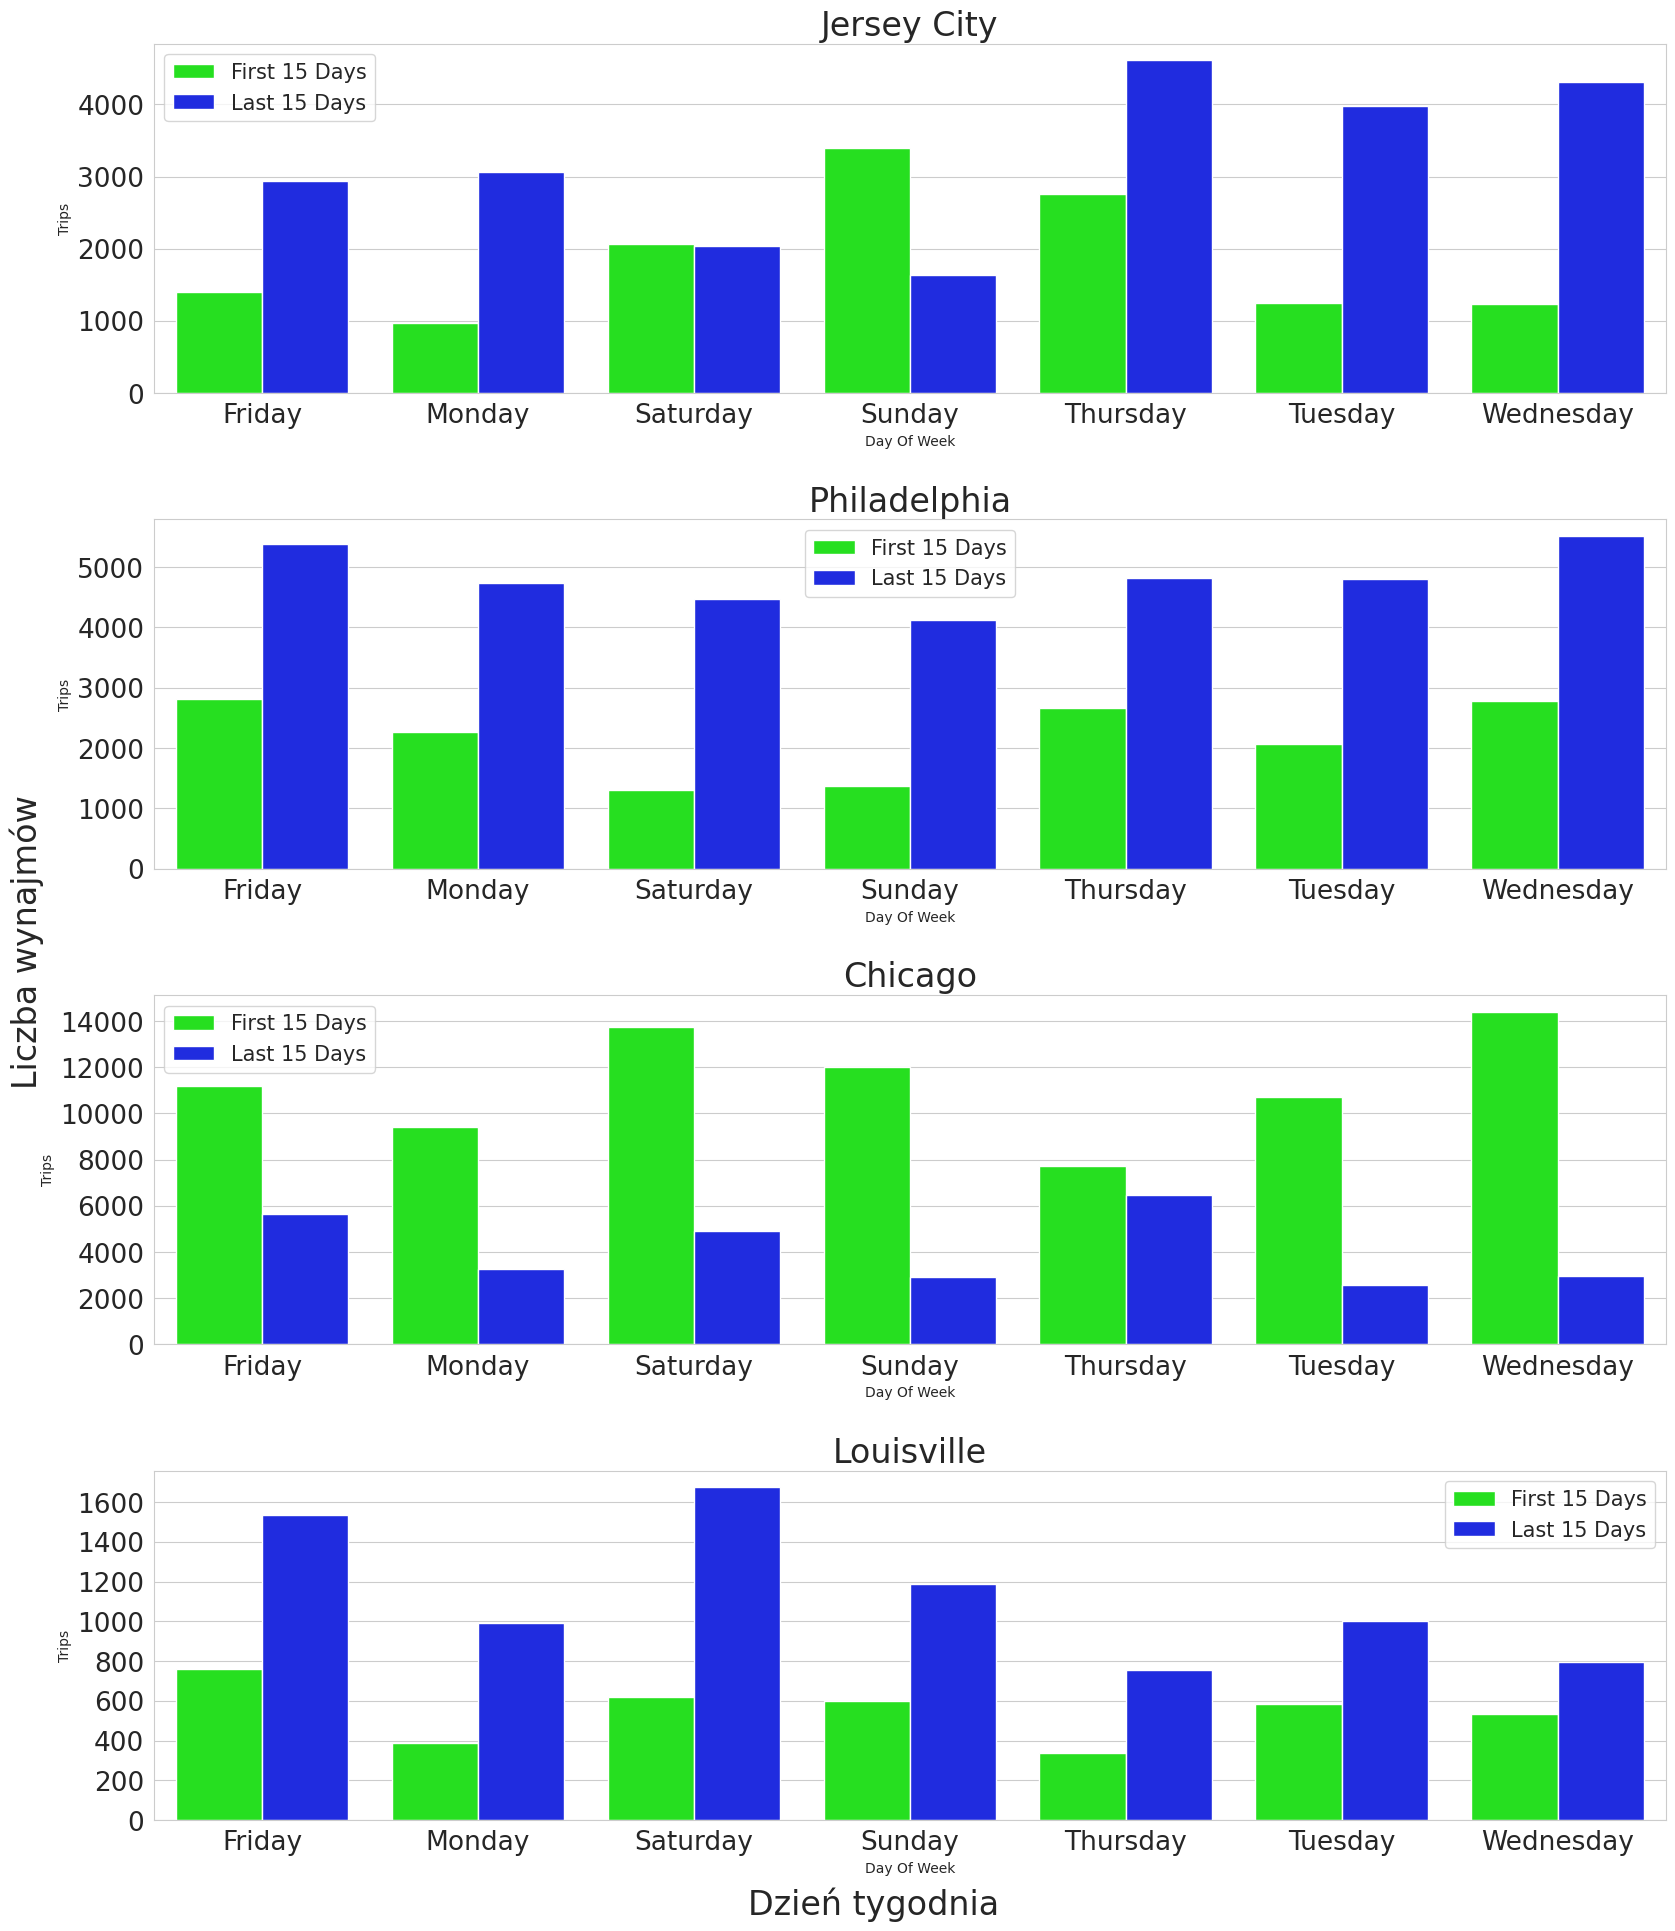 Jersey City
First 15 Days
Last 15 Days
4000
3000
2000
1000
0
Trips
Friday Monday Saturday Sunday Thursday Tuesday Wednesday
Day Of Week
Philadelphia
First 15 Days
Last 15 Days
5000
4000
3000
2000
1000
0
Trips
Friday Monday Saturday Sunday Thursday Tuesday Wednesday
Day Of Week
Liczba wynajmów
Chicago
First 15 Days
Last 15 Days
14000
12000
10000
8000
6000
4000
2000
0
Trips
Friday Monday Saturday Sunday Thursday Tuesday Wednesday
Day Of Week
Louisville
First 15 Days
Last 15 Days
1600
1400
1200
1000
800
600
400
200
0
Trips
Friday Monday Saturday Sunday Thursday Tuesday Wednesday
Day Of Week
Dzień tygodnia